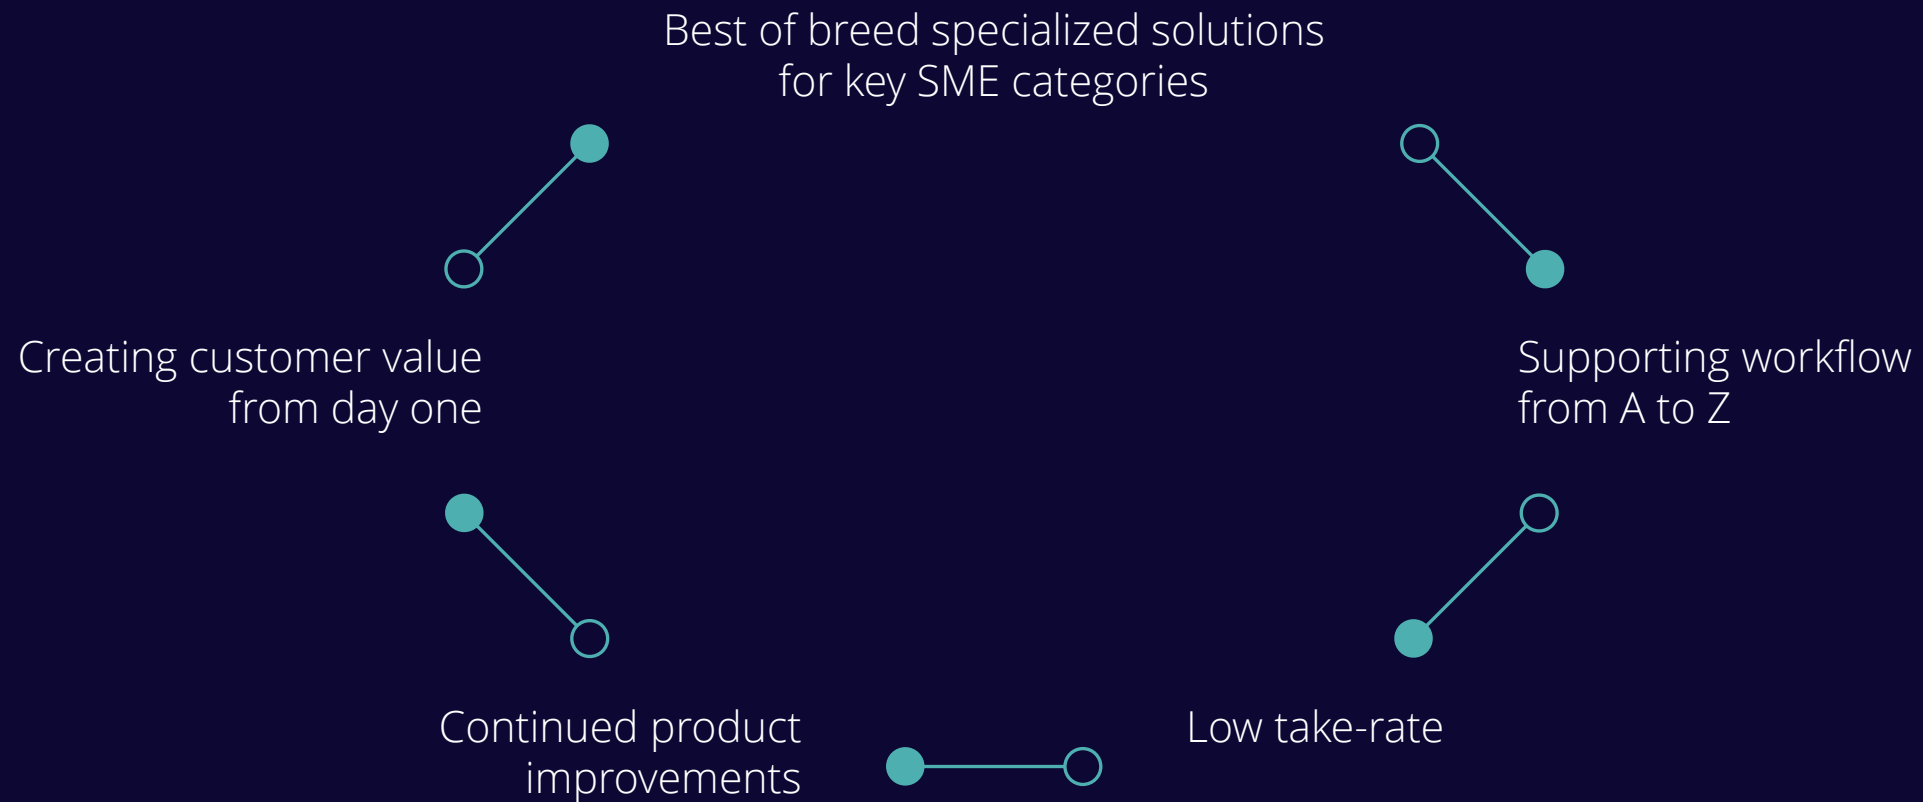 Best of breed specialized solutions
for key SME categories
Creating customer value
from day one
Supporting workflow
from A to Z
Continued product
improvements
Low take-rate